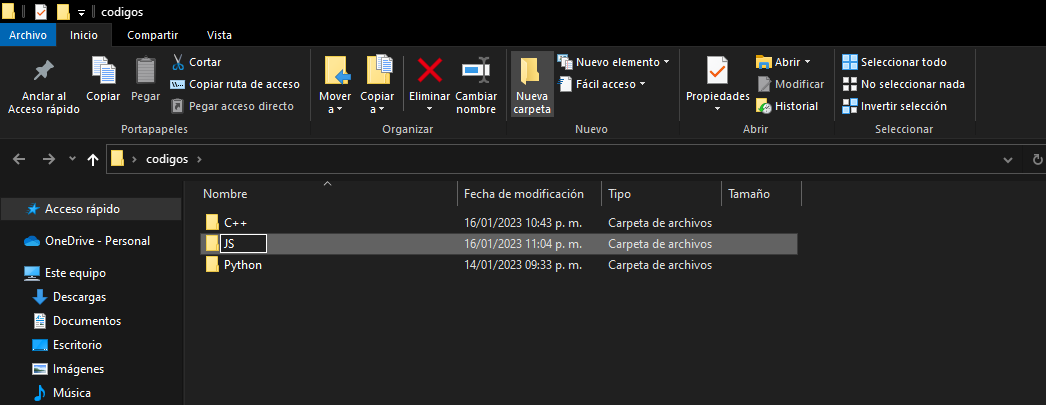 codigos
Archivo Inicio Compartir Vista
Anclar al Acceso rápido
Copiar
Pegar
Cortar
Copiar ruta de acceso
Pegar acceso directo
Portapapeles
Mover a
Copiar a
Eliminar
Cambiar nombre
Organizar
Nueva carpeta
Nuevo elemento
Fácil acceso
Nuevo
Propiedades
Abrir
Modificar
Historial
Abrir
Seleccionar todo
No seleccionar nada
Invertir selección
Seleccionar
codigos
Acceso rápido
OneDrive - Personal
Este equipo
Descargas
Documentos
Escritorio
Imágenes
Música
Nombre Fecha de modificación Tipo Tamaño
C++ 16/01/2023 10:43 p. m. Carpeta de archivos
JS 16/01/2023 11:04 p. m. Carpeta de archivos
Python 14/01/2023 09:33 p. m. Carpeta de archivos